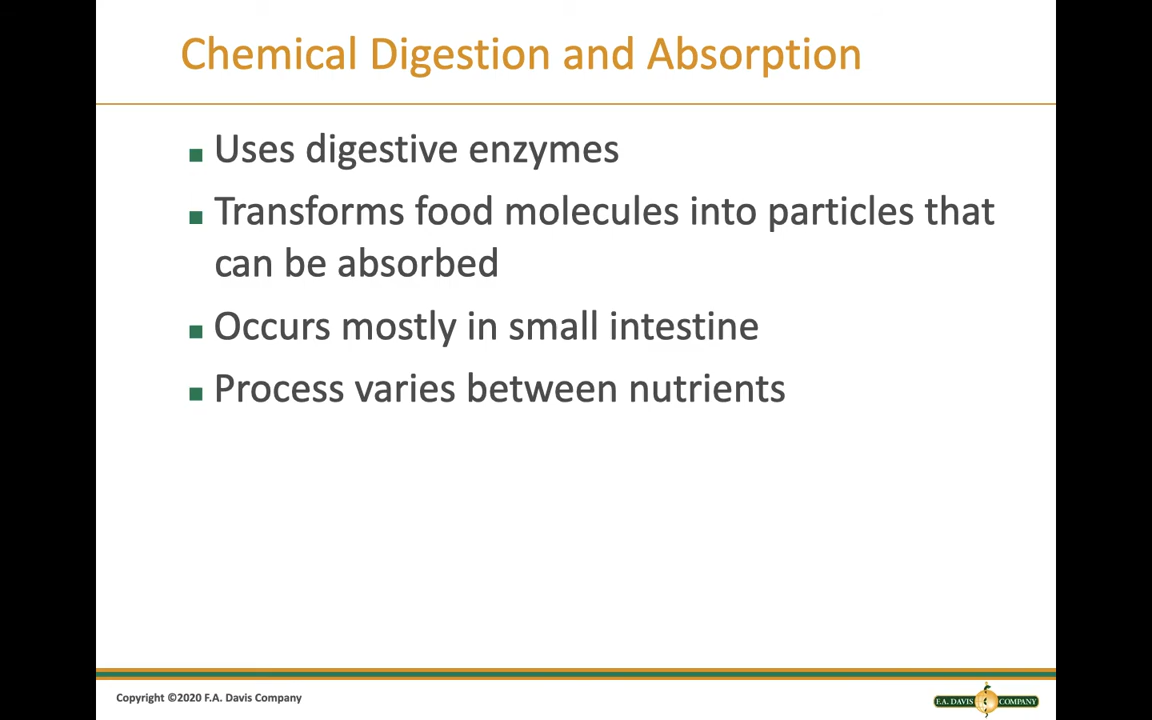 Chemical Digestion and Absorption
Uses digestive enzymes
Transforms food molecules into particles that
can be absorbed
Occurs mostly in small intestine
Process varies between nutrients
Copyright ©2020 F.A. Davis Company
F.A. DAVIS COMPANY